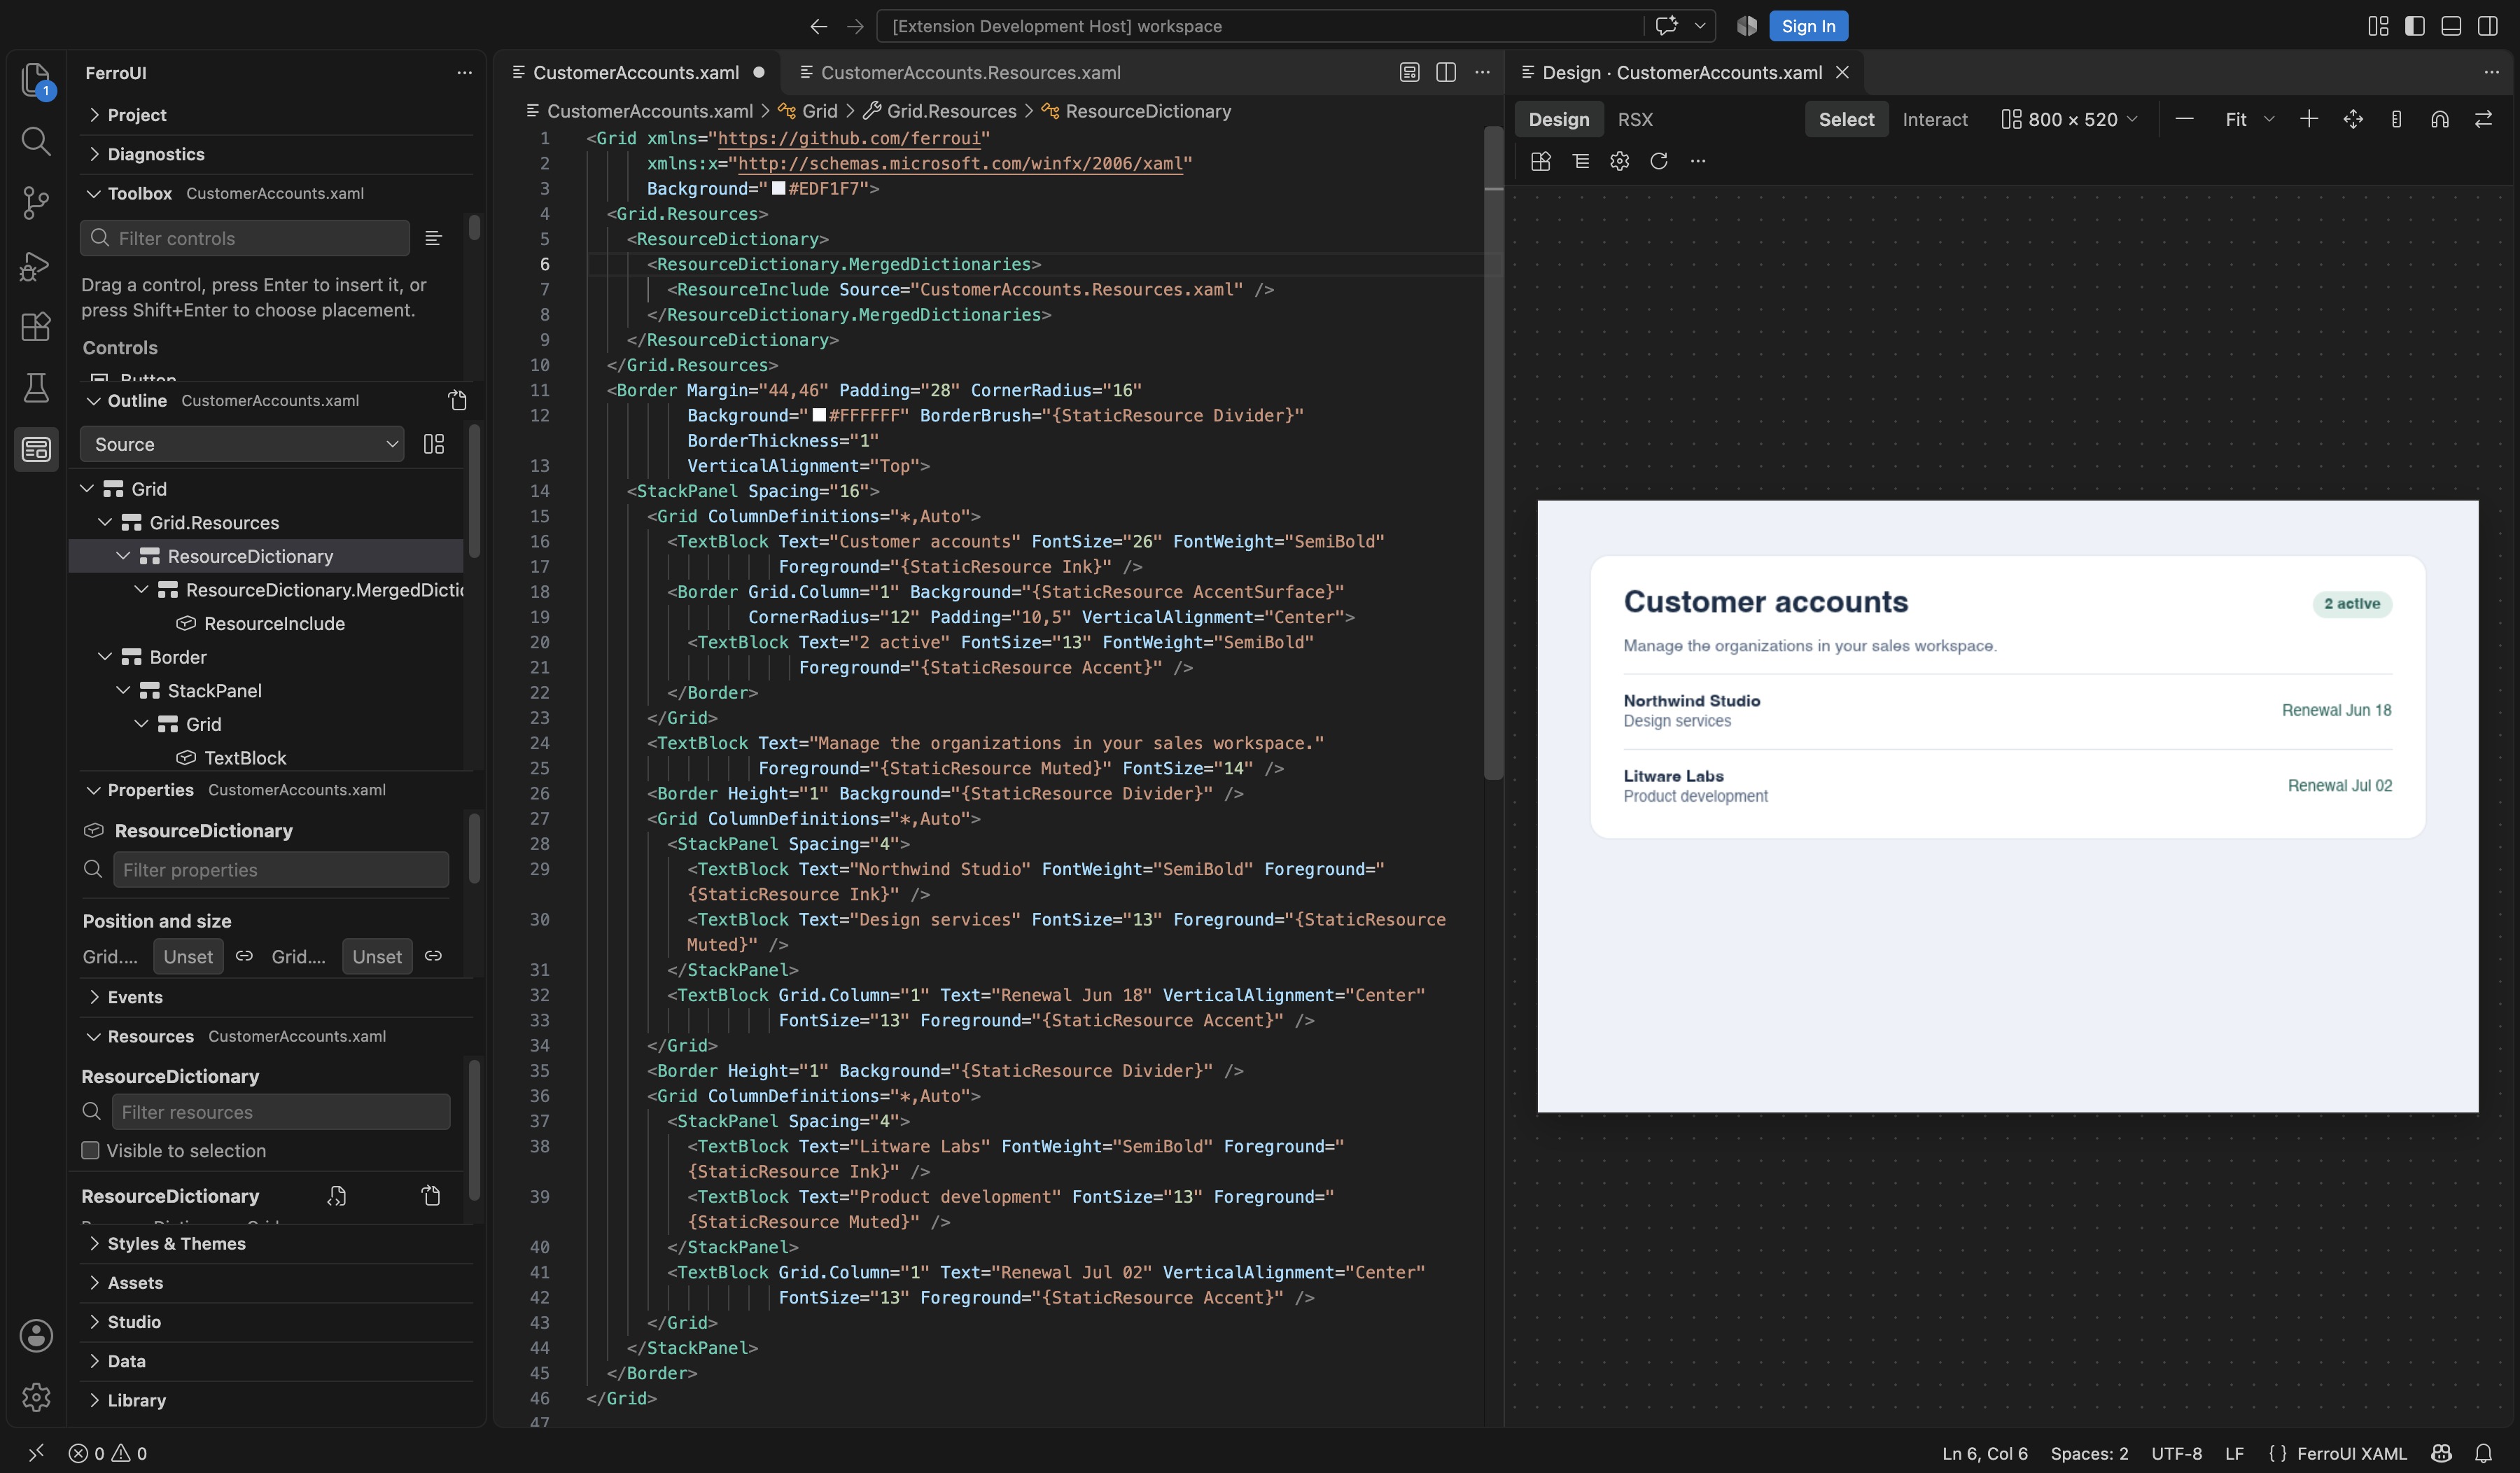 [Extension Development Host] workspace
Sign In
1
FerroUI
Project
Diagnostics
Toolbox CustomerAccounts.xaml
Filter controls
Drag a control, press Enter to insert it, or
press Shift+Enter to choose placement.
Controls
Button
Outline CustomerAccounts.xaml
Source
Grid
Grid.Resources
ResourceDictionary
ResourceDictionary.MergedDictio
ResourceInclude
Border
StackPanel
Grid
TextBlock
Properties CustomerAccounts.xaml
ResourceDictionary
Filter properties
Position and size
Grid.... Unset Grid.... Unset
Events
Resources CustomerAccounts.xaml
ResourceDictionary
Filter resources
Visible to selection
ResourceDictionary
Styles & Themes
Assets
Studio
Data
Library
CustomerAccounts.xaml CustomerAccounts.Resources.xaml
CustomerAccounts.xaml > Grid > Grid.Resources > ResourceDictionary
1 <Grid xmlns="https://github.com/ferroui"
2 xmlns:x="http://schemas.microsoft.com/winfx/2006/xaml"
3 Background="#EDF1F7">
4 <Grid.Resources>
5 <ResourceDictionary>
6 <ResourceDictionary.MergedDictionaries>
7 <ResourceInclude Source="CustomerAccounts.Resources.xaml" />
8 </ResourceDictionary.MergedDictionaries>
9 </ResourceDictionary>
10 </Grid.Resources>
11 <Border Margin="44,46" Padding="28" CornerRadius="16"
12 Background="#FFFFFF" BorderBrush="{StaticResource Divider}"
BorderThickness="1"
13 VerticalAlignment="Top">
14 <StackPanel Spacing="16">
15 <Grid ColumnDefinitions="*,Auto">
16 <TextBlock Text="Customer accounts" FontSize="26" FontWeight="SemiBold"
17 Foreground="{StaticResource Ink}" />
18 <Border Grid.Column="1" Background="{StaticResource AccentSurface}"
19 CornerRadius="12" Padding="10,5" VerticalAlignment="Center">
20 <TextBlock Text="2 active" FontSize="13" FontWeight="SemiBold"
21 Foreground="{StaticResource Accent}" />
22 </Border>
23 </Grid>
24 <TextBlock Text="Manage the organizations in your sales workspace."
25 Foreground="{StaticResource Muted}" FontSize="14" />
26 <Border Height="1" Background="{StaticResource Divider}" />
27 <Grid ColumnDefinitions="*,Auto">
28 <StackPanel Spacing="4">
29 <TextBlock Text="Northwind Studio" FontWeight="SemiBold" Foreground="
{StaticResource Ink}" />
30 <TextBlock Text="Design services" FontSize="13" Foreground="{StaticResource
Muted}" />
31 </StackPanel>
32 <TextBlock Grid.Column="1" Text="Renewal Jun 18" VerticalAlignment="Center"
33 FontSize="13" Foreground="{StaticResource Accent}" />
34 </Grid>
35 <Border Height="1" Background="{StaticResource Divider}" />
36 <Grid ColumnDefinitions="*,Auto">
37 <StackPanel Spacing="4">
38 <TextBlock Text="Litware Labs" FontWeight="SemiBold" Foreground="
{StaticResource Ink}" />
39 <TextBlock Text="Product development" FontSize="13" Foreground="
{StaticResource Muted}" />
40 </StackPanel>
41 <TextBlock Grid.Column="1" Text="Renewal Jul 02" VerticalAlignment="Center"
42 FontSize="13" Foreground="{StaticResource Accent}" />
43 </Grid>
44 </StackPanel>
45 </Border>
46 </Grid>
47
Design · CustomerAccounts.xaml
Design RSX Select Interact 800 × 520 Fit
Customer accounts
2 active
Manage the organizations in your sales workspace.
Northwind Studio
Design services
Renewal Jun 18
Litware Labs
Product development
Renewal Jul 02
0 0
Ln 6, Col 6 Spaces: 2 UTF-8 LF {} FerroUI XAML